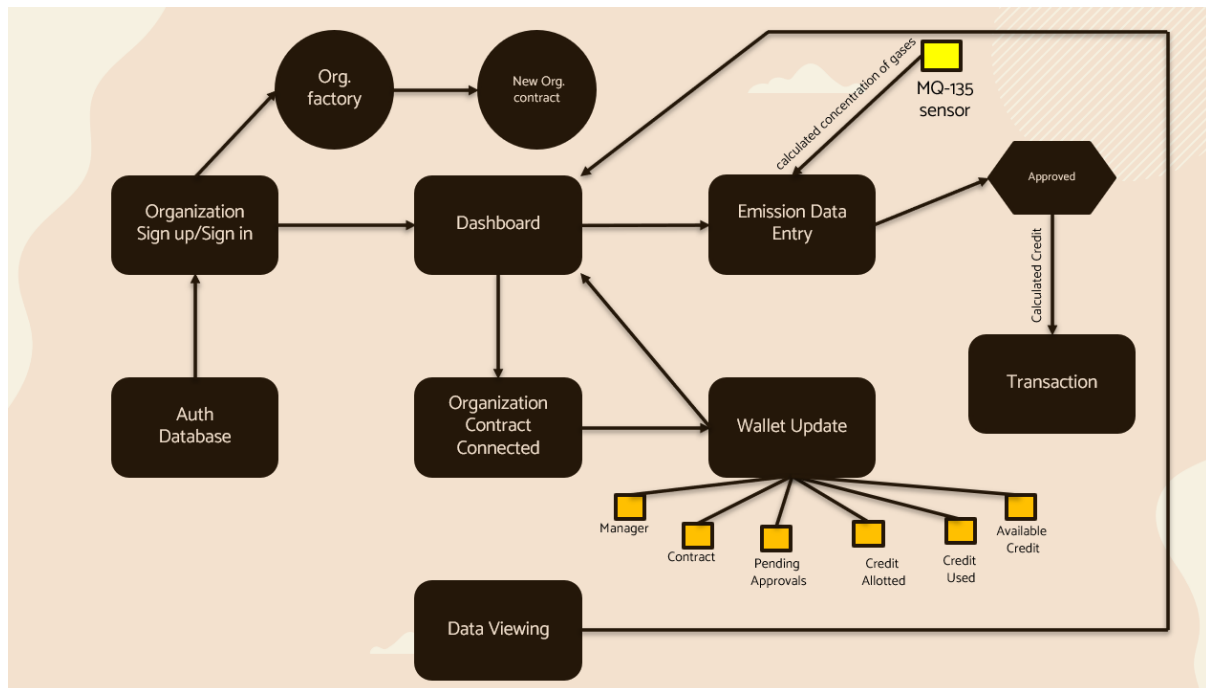 Org.
factory
New Org.
contract
calculated concentration of gases
MQ-135
sensor
Organization
Sign up/Sign in
Dashboard
Emission Data
Entry
Approved
Calculated Credit
Transaction
Auth
Database
Organization
Contract
Connected
Wallet Update
Manager
Contract
Pending
Approvals
Credit
Allotted
Credit
Used
Available
Credit
Data Viewing